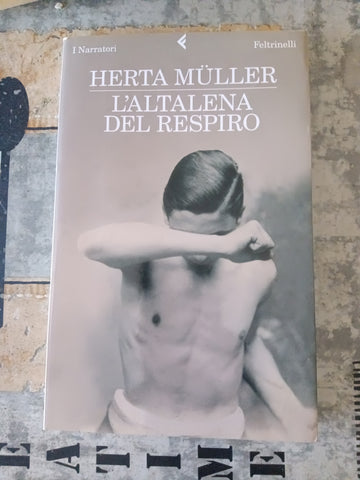 I Narratori
Feltrinelli
HERTA MÜLLER
L'ALTALENA
DEL RESPIRO
E A T I M E